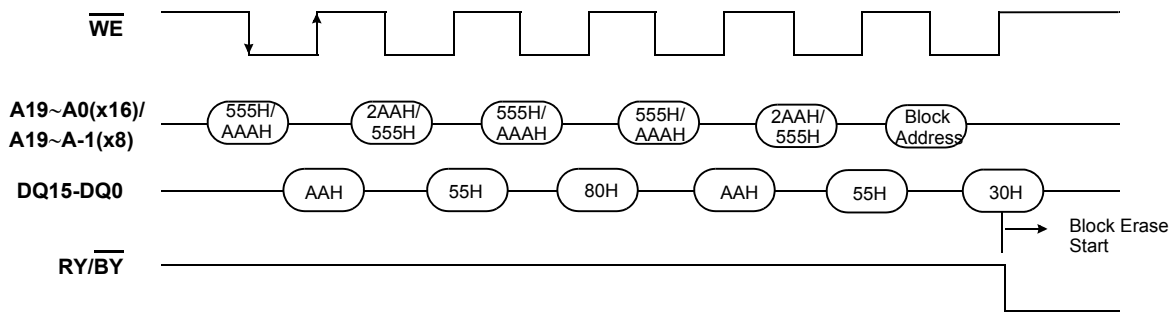 WE
A19~A0(x16)/
A19~A-1(x8)
555H/
AAAH
2AAH/
555H
555H/
AAAH
555H/
AAAH
2AAH/
555H
Block
Address
DQ15-DQ0
AAH
55H
80H
AAH
55H
30H
Block Erase
Start
RY/BY